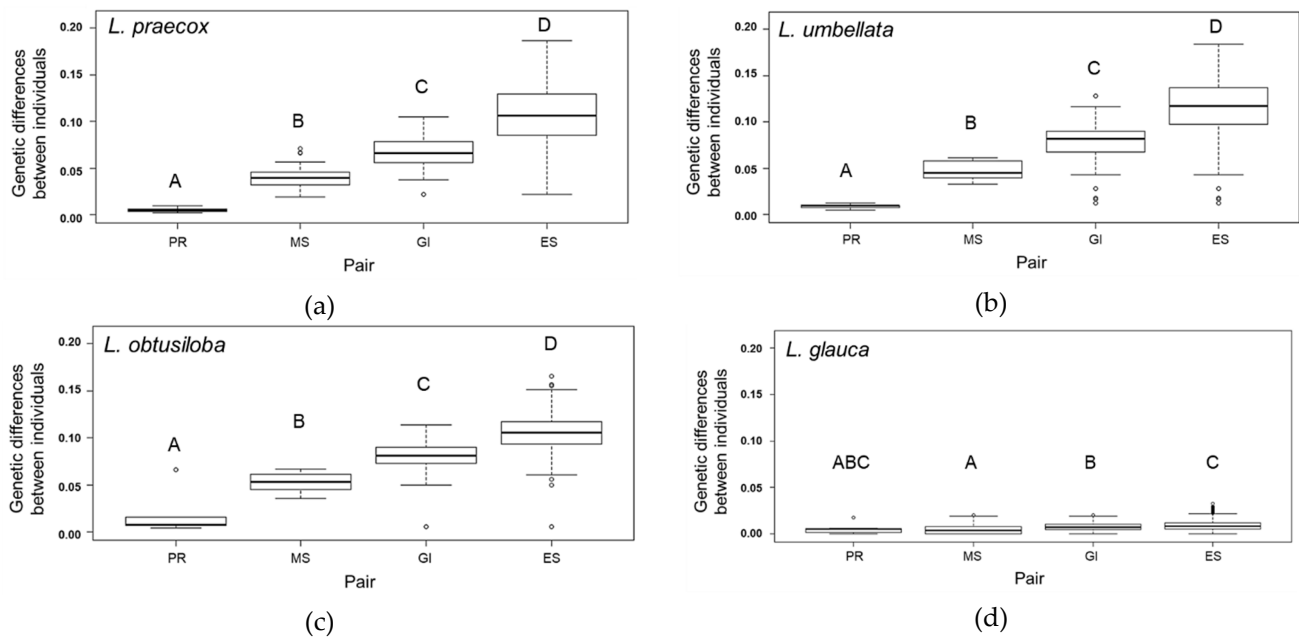 L. praecox
Genetic differences
between individuals
0.20
0.15
0.10
0.05
0.00
A
B
C
D
PR
MS
GI
ES
Pair
(a)
L. umbellata
Genetic differences
between individuals
0.20
0.15
0.10
0.05
0.00
A
B
C
D
PR
MS
GI
ES
Pair
(b)
L. obtusiloba
Genetic differences
between individuals
0.20
0.15
0.10
0.05
0.00
A
B
C
D
PR
MS
GI
ES
Pair
(c)
L. glauca
Genetic differences
between individuals
0.20
0.15
0.10
0.05
0.00
ABC
A
B
C
PR
MS
GI
ES
Pair
(d)